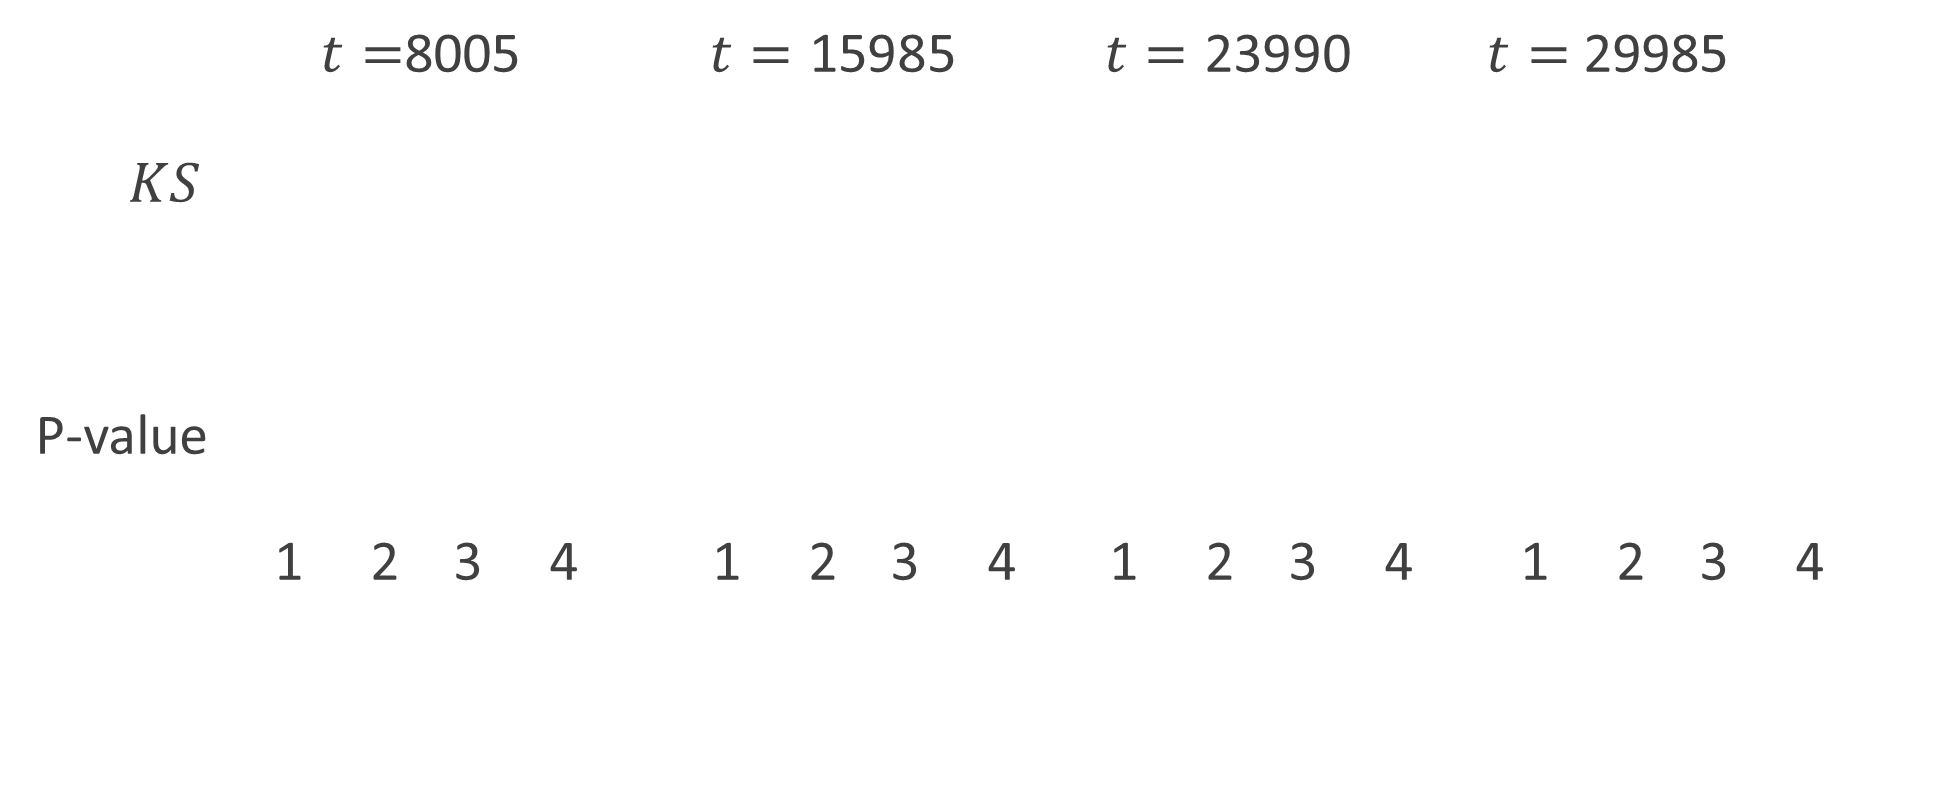 t =8005 t = 15985 t = 23990 t = 29985
KS
P-value
1 2 3 4 1 2 3 4 1 2 3 4 1 2 3 4